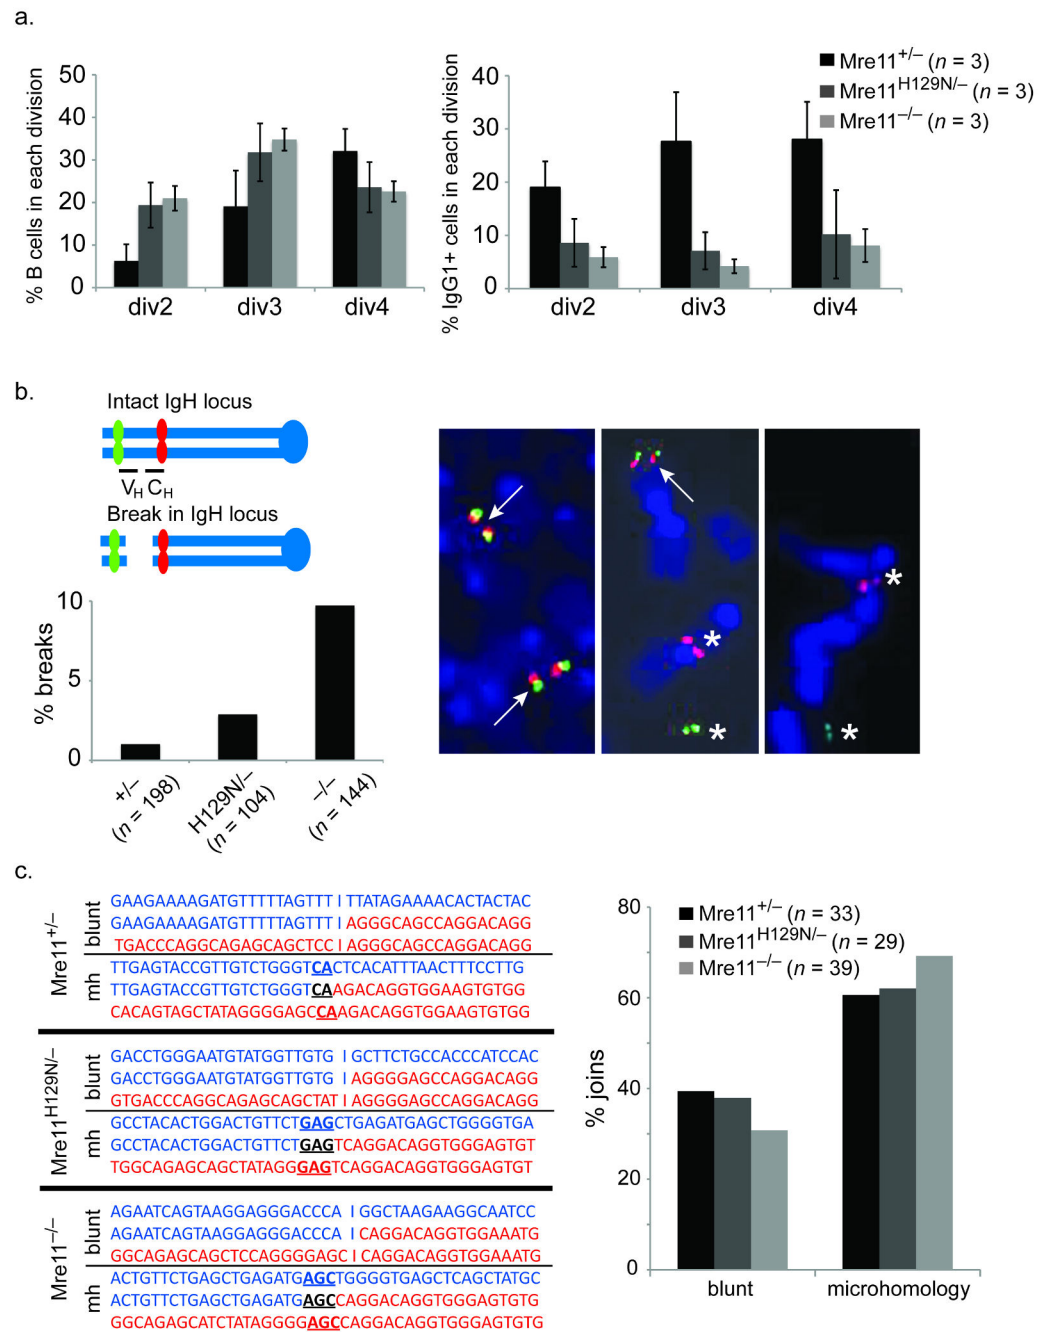 a.
% B cells in each division
50
40
30
20
10
0
div2
div3
div4
% IgG1+ cells in each division
40
30
20
10
0
div2
div3
div4
Mre11+/– (n = 3)
Mre11H129N/– (n = 3)
Mre11–/– (n = 3)
b.
Intact IgH locus
VH CH
Break in IgH locus
% breaks
10
5
0
+/–
(n = 198)
H129N/–
(n = 104)
–/–
(n = 144)
*
*
*
*
c.
Mre11+/–
blunt
GAAGAAAAGATGTTTTTAGTTT I TTATAGAAAACACTACTAC
GAAGAAAAGATGTTTTTAGTTT I AGGGCAGCCAGGACAGG
TGACCCAGGCAGAGCAGCTCC I AGGGCAGCCAGGACAGG
mh
TTGAGTACCGTTGTCTGGGTCACTCACATTTAACTTTCCTTG
TTGAGTACCGTTGTCTGGGTCAAGACAGGTGGAAGTGTGG
CACAGTAGCTATAGGGGAGCCAAGACAGGTGGAAGTGTGG
Mre11H129N/–
blunt
GACCTGGGAATGTATGGTTGTG I GCTTCTGCCACCCATCCAC
GACCTGGGAATGTATGGTTGTG I AGGGGAGCCAGGACAGG
GTGACCCAGGCAGAGCAGCTAT I AGGGGAGCCAGGACAGG
mh
GCCTACACTGGACTGTTCTGAGCTGAGATGAGCTGGGGTGA
GCCTACACTGGACTGTTCTGAGTCAGGACAGGTGGGAGTGT
TGGCAGAGCAGCTATAGGGAGTCAGGACAGGTGGGAGTGT
Mre11–/–
blunt
AGAATCAGTAAGGAGGGACCCA I GGCTAAGAAGGCAATCC
AGAATCAGTAAGGAGGGACCCA I CAGGACAGGTGGAAATG
GGCAGAGCAGCTCCAGGGGAGC I CAGGACAGGTGGAAATG
mh
ACTGTTCTGAGCTGAGATGAGCTGGGGTGAGCTCAGCTATGC
ACTGTTCTGAGCTGAGATGAGCCAGGACAGGTGGGAGTGTG
GGCAGAGCATCTATAGGGGAGCCAGGACAGGTGGGAGTGTG
% joins
80
60
40
20
0
blunt
microhomology
Mre11+/– (n = 33)
Mre11H129N/– (n = 29)
Mre11–/– (n = 39)